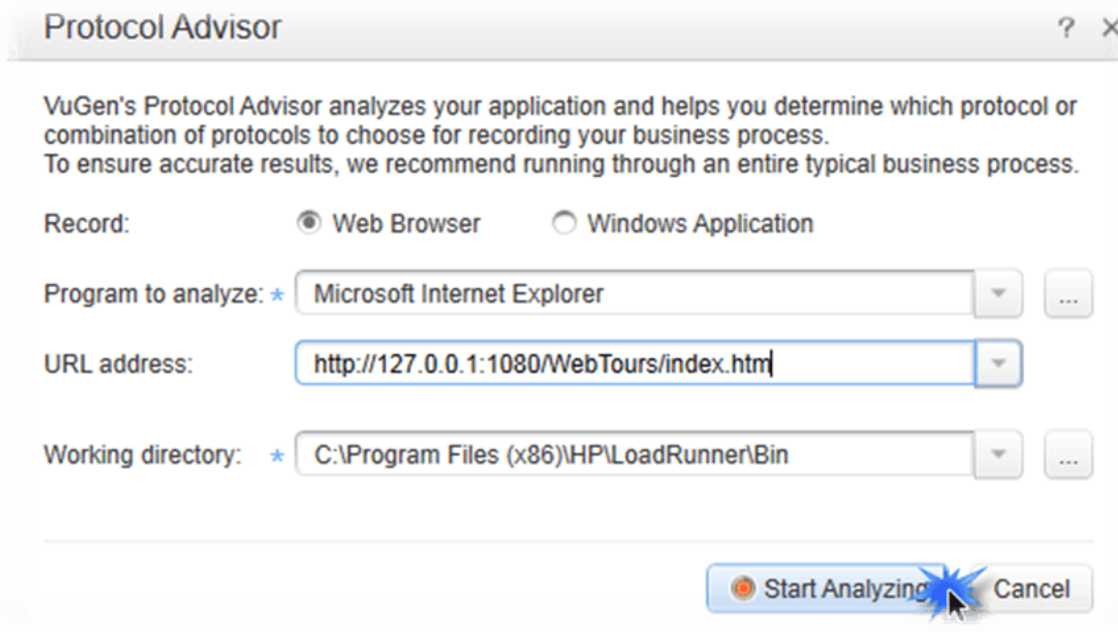 Protocol Advisor ? ×
VuGen's Protocol Advisor analyzes your application and helps you determine which protocol or
combination of protocols to choose for recording your business process.
To ensure accurate results, we recommend running through an entire typical business process.
Record: Web Browser Windows Application
Program to analyze: * Microsoft Internet Explorer ...
URL address: http://127.0.0.1:1080/WebTours/index.htm
Working directory: * C:\Program Files (x86)\HP\LoadRunner\Bin ...
Start Analyzing Cancel